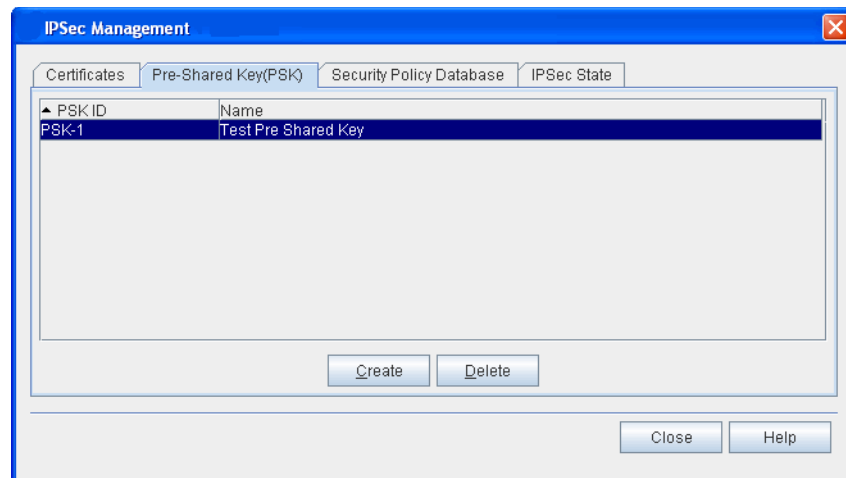 IPSec Management
Certificates Pre-Shared Key(PSK) Security Policy Database IPSec State
PSK ID Name
PSK-1 Test Pre Shared Key
Create Delete
Close Help